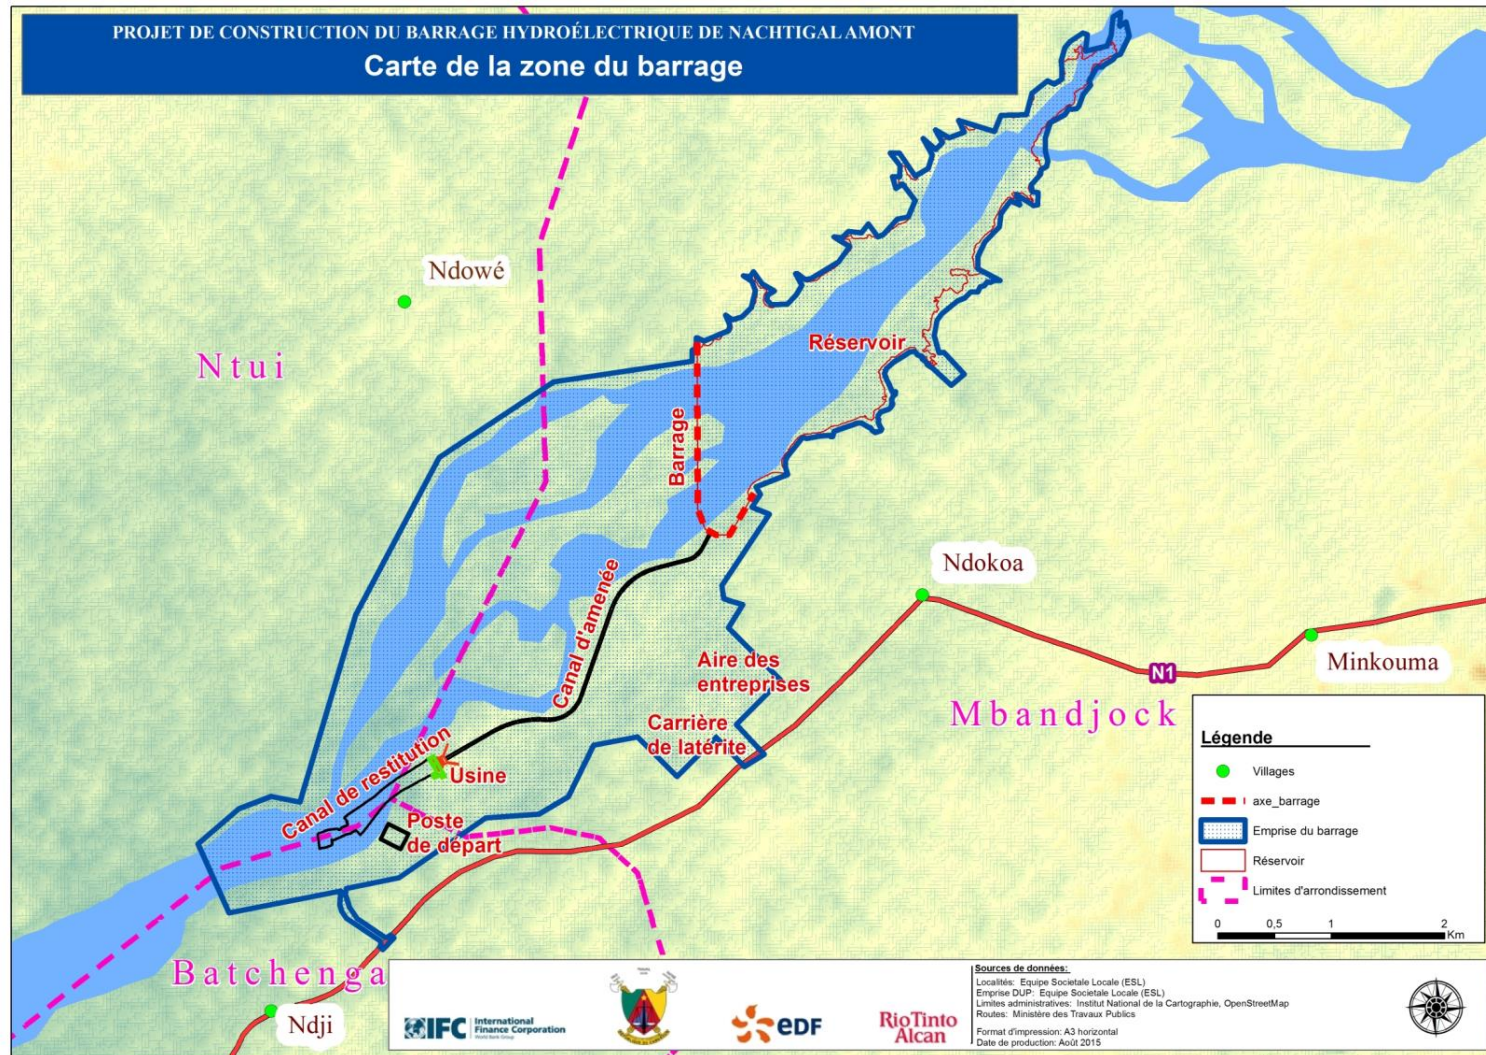 PROJET DE CONSTRUCTION DU BARRAGE HYDROÉLECTRIQUE DE NACHTIGAL AMONT
Carte de la zone du barrage
Ndowé
Ntui
Réservoir
Barrage
Ndokoa
Canal d'amenée
Minkouma
Aire des
entreprises
N1
Mbandjock
Carrière
de latérite
Canal de restitution
Usine
Poste
de départ
Batchenga
Ndji
Légende
Villages
axe_barrage
Emprise du barrage
Réservoir
Limites d'arrondissement
0 0,5 1 2
Km
IFC International
Finance Corporation
World Bank Group
eDF
RioTinto
Alcan
Sources de données:
Localités: Equipe Societale Locale (ESL)
Emprise DUP: Equipe Societale Locale (ESL)
Limites administratives: Institut National de la Cartographie, OpenStreetMap
Routes: Ministère des Travaux Publics
Format d'impression: A3 horizontal
Date de production: Août 2015